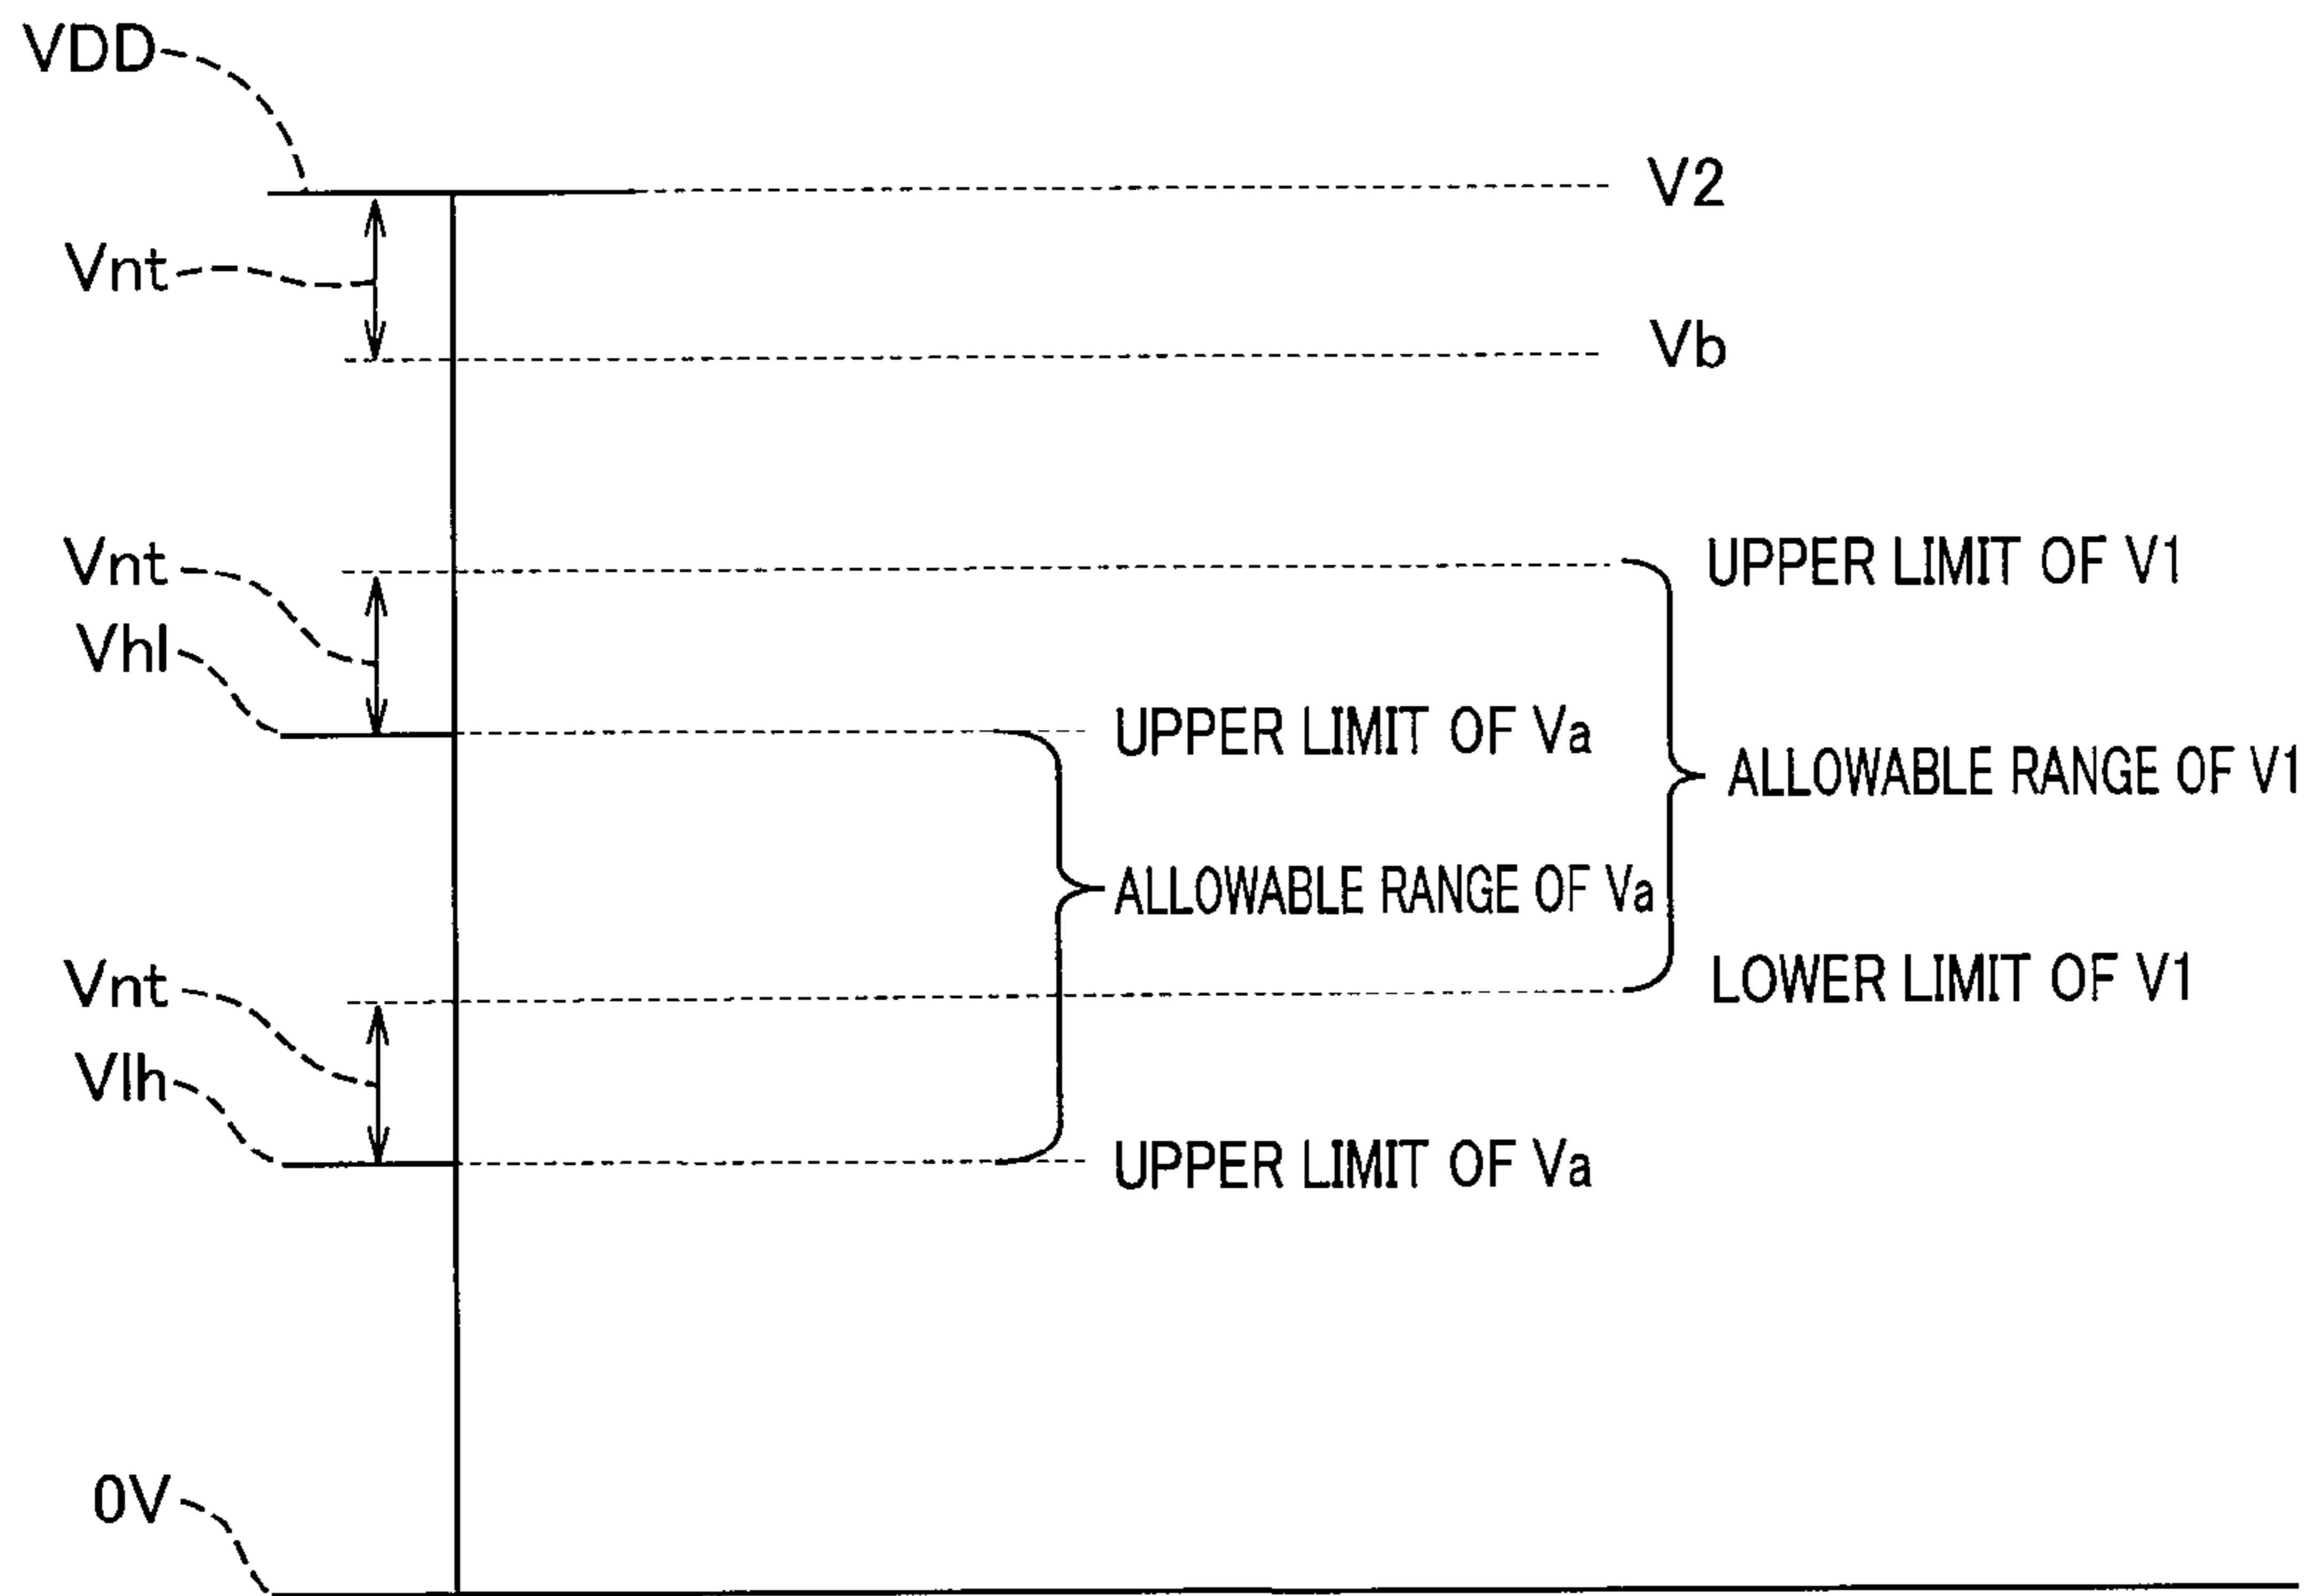 VDD
V2
Vnt
Vb
Vnt
UPPER LIMIT OF V1
Vhl
UPPER LIMIT OF Va
ALLOWABLE RANGE OF V1
ALLOWABLE RANGE OF Va
Vnt
LOWER LIMIT OF V1
Vlh
UPPER LIMIT OF Va
0V